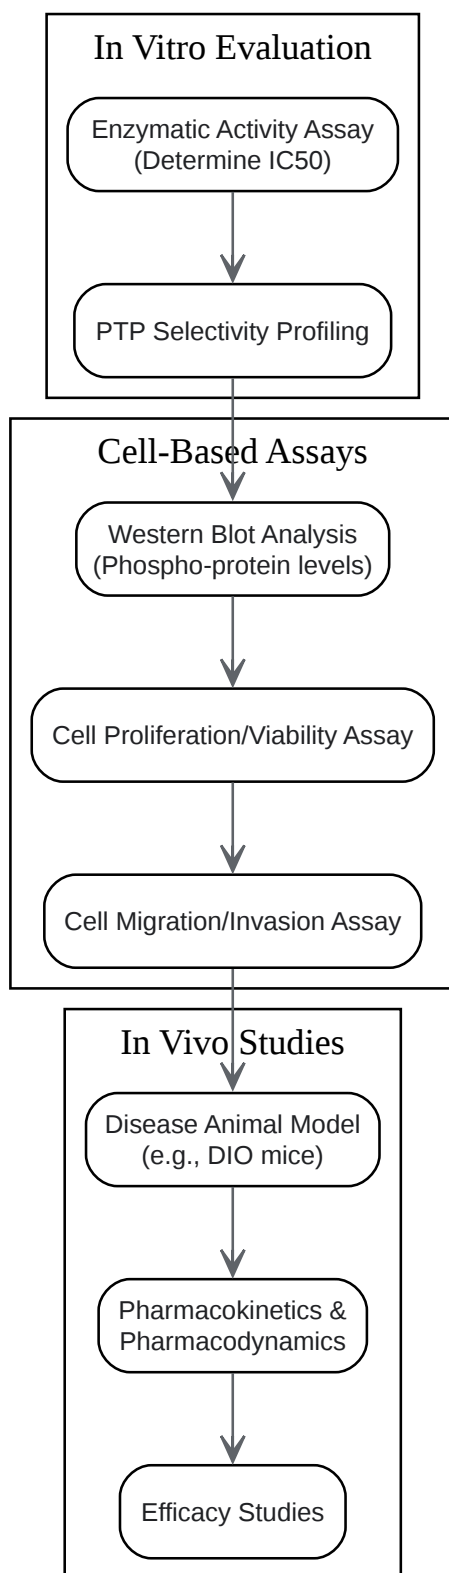 In Vitro Evaluation
Enzymatic Activity Assay
(Determine IC50)
PTP Selectivity Profiling
Cell-Based Assays
Western Blot Analysis
(Phospho-protein levels)
Cell Proliferation/Viability Assay
Cell Migration/Invasion Assay
In Vivo Studies
Disease Animal Model
(e.g., DIO mice)
Pharmacokinetics &
Pharmacodynamics
Efficacy Studies